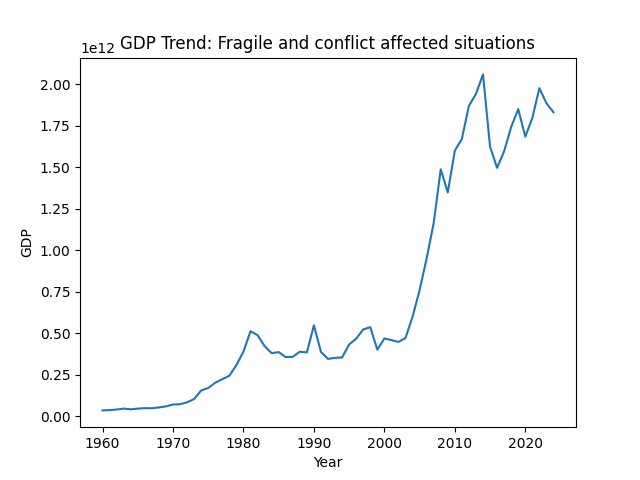 GDP Trend: Fragile and conflict affected situations
1e12
2.00
1.75
1.50
1.25
1.00
0.75
0.50
0.25
0.00
GDP
1960 1970 1980 1990 2000 2010 2020
Year